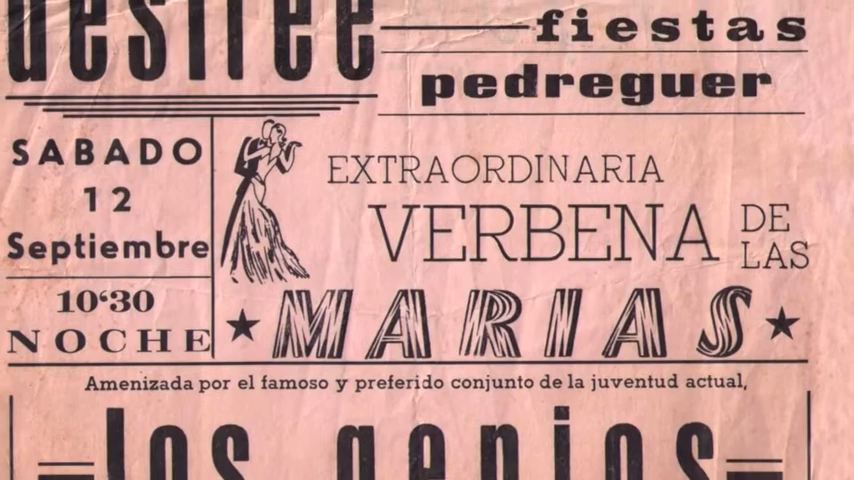 desiree
fiestas
pedreguer
SABADO
12
Septiembre
10‘30
NOCHE
EXTRAORDINARIA
VERBENA DE LAS
MARIAS
Amenizada por el famoso y preferido conjunto de la juventud actual,
los genios